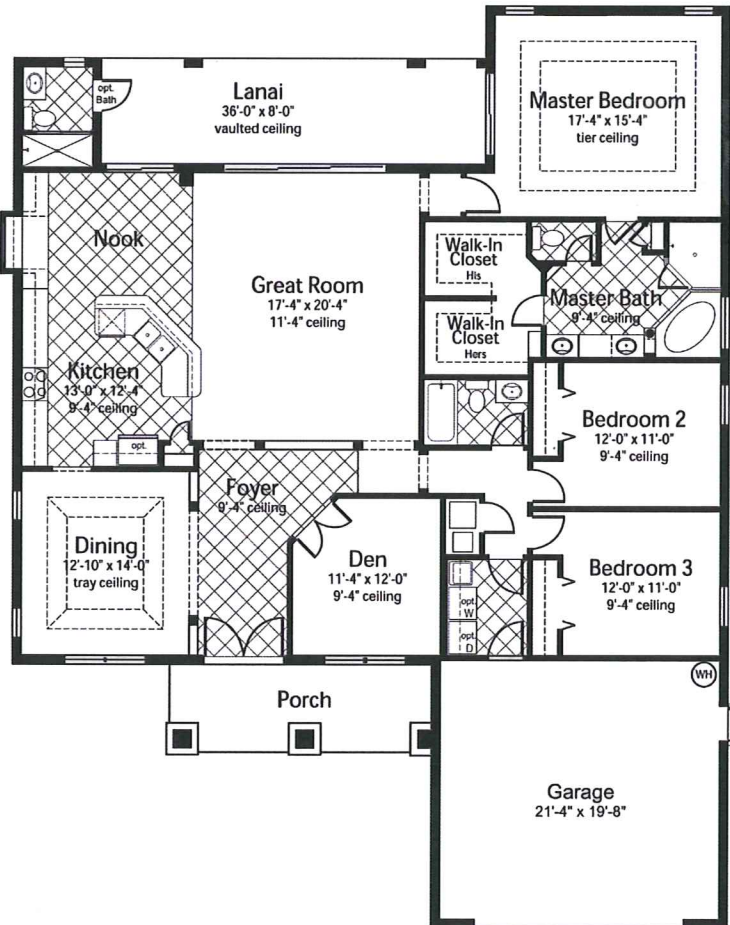 opt.
Bath
Lanai
36'-0" x 8'-0"
vaulted ceiling
Master Bedroom
17'-4" x 15'-4"
tier ceiling
Nook
Great Room
17'-4" x 20'-4"
11'-4" ceiling
Walk-In
Closet
His
Walk-In
Closet
Hers
Master Bath
9'-4" ceiling
Kitchen
13'-0" x 12'-4"
9'-4" ceiling
opt.
Bedroom 2
12'-0" x 11'-0"
9'-4" ceiling
Foyer
9'-4" ceiling
Dining
12'-10" x 14'-0"
tray ceiling
Den
11'-4" x 12'-0"
9'-4" ceiling
opt.
W
opt.
D
Bedroom 3
12'-0" x 11'-0"
9'-4" ceiling
WH
Porch
Garage
21'-4" x 19'-8"